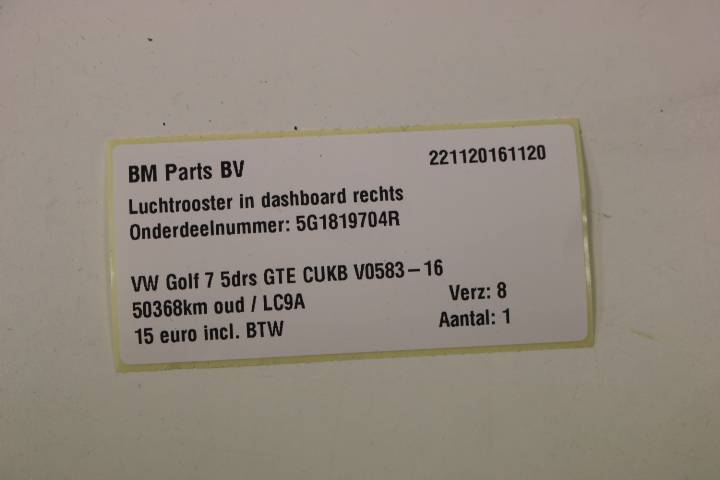 BM Parts BV 221120161120
Luchtrooster in dashboard rechts
Onderdeelnummer: 5G1819704R
VW Golf 7 5drs GTE CUKB V0583-16
50368km oud / LC9A Verz: 8
15 euro incl. BTW Aantal: 1